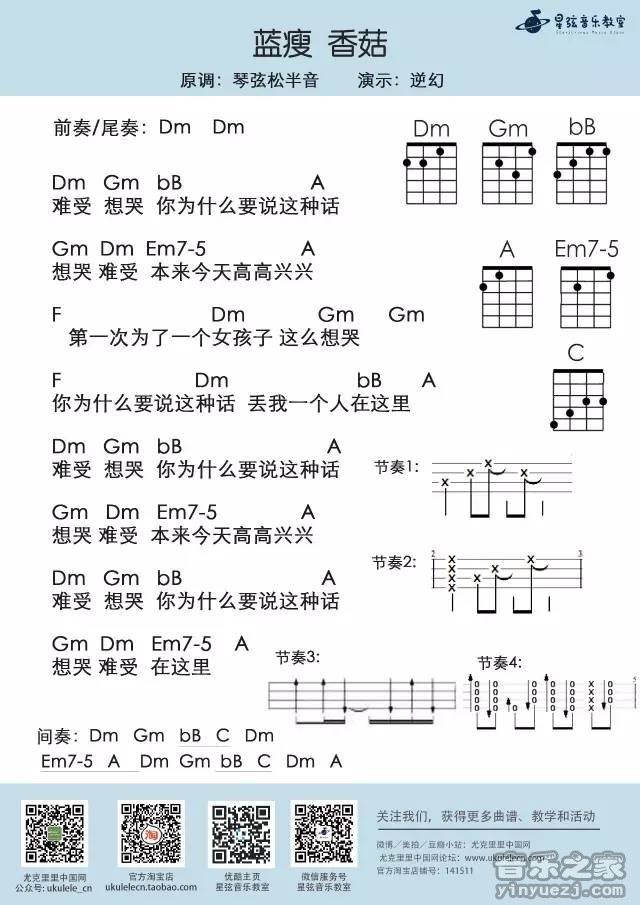 星弦音乐教室
StarStrings Music Class
蓝瘦 香菇
原调：琴弦松半音 演示：逆幻
前奏/尾奏：Dm Dm
Dm Gm bB
Dm Gm bB A
难受 想哭 你为什么要说这种话
Gm Dm Em7-5 A
想哭 难受 本来今天高高兴兴
A Em7-5
F Dm Gm Gm
第一次为了一个女孩子 这么想哭
C
F Dm bB A
你为什么要说这种话 丢我一个人在这里
Dm Gm bB A
难受 想哭 你为什么要说这种话
节奏1:
Gm Dm Em7-5 A
想哭 难受 本来今天高高兴兴
节奏2:
2 3
Dm Gm bB A
难受 想哭 你为什么要说这种话
Gm Dm Em7-5 A
想哭 难受 在这里
节奏3:
节奏4:
5
间奏：Dm Gm bB C Dm
Em7-5 A Dm Gm bB C Dm A
尤克里里中国网
公众号：ukulele_cn
淘
官方淘宝店
ukulelecn.taobao.com
优酷主页
星弦音乐教室
微信服务号
星弦音乐教室
关注我们，获得更多曲谱、教学和活动
微博／美拍／豆瓣小站：尤克里里中国网
尤克里里中国网论坛：www.ukulelecn.com
官方淘宝店铺号：141511
音乐之家
yinyuezj.com